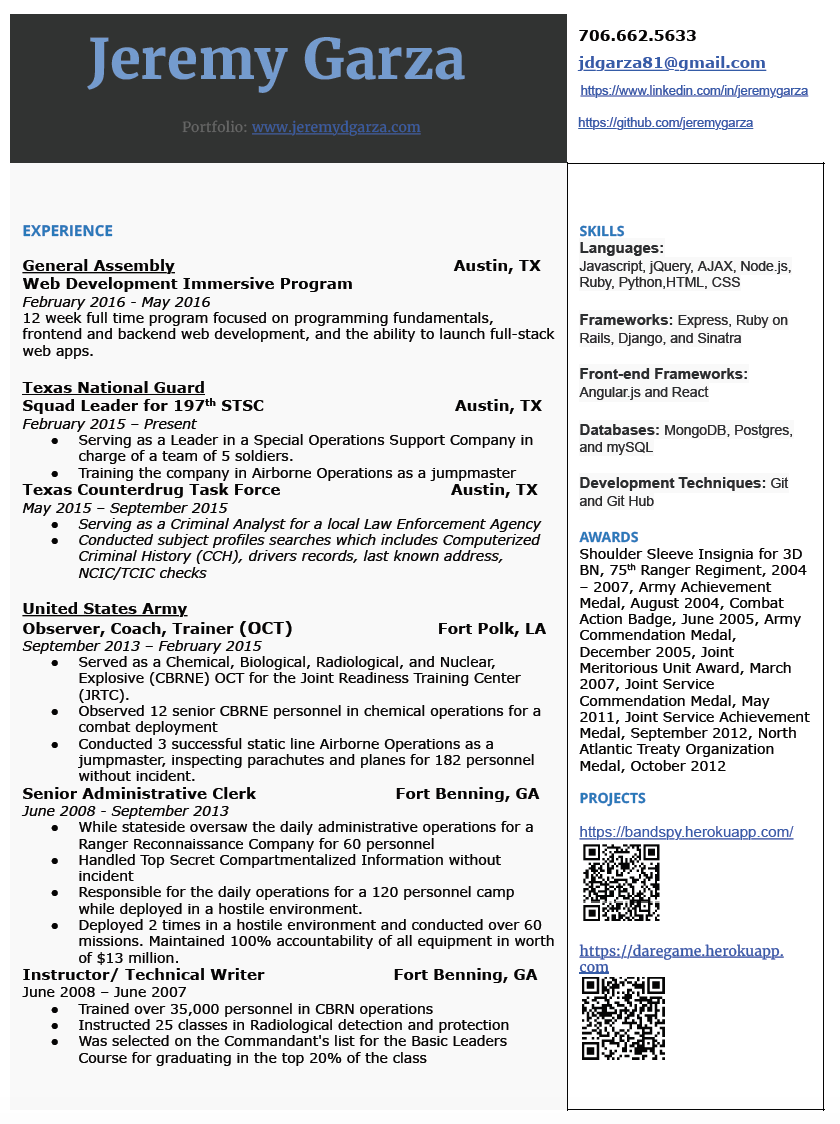 Jeremy Garza
Portfolio: www.jeremydgarza.com
706.662.5633
jdgarza81@gmail.com
https://www.linkedin.com/in/jeremygarza
https://github.com/jeremygarza
EXPERIENCE
General Assembly Austin, TX
Web Development Immersive Program
February 2016 - May 2016
12 week full time program focused on programming fundamentals,
frontend and backend web development, and the ability to launch full-stack
web apps.
Texas National Guard
Squad Leader for 197th STSC Austin, TX
February 2015 – Present
● Serving as a Leader in a Special Operations Support Company in
charge of a team of 5 soldiers.
● Training the company in Airborne Operations as a jumpmaster
Texas Counterdrug Task Force Austin, TX
May 2015 – September 2015
● Serving as a Criminal Analyst for a local Law Enforcement Agency
● Conducted subject profiles searches which includes Computerized
Criminal History (CCH), drivers records, last known address,
NCIC/TCIC checks
United States Army
Observer, Coach, Trainer (OCT) Fort Polk, LA
September 2013 – February 2015
● Served as a Chemical, Biological, Radiological, and Nuclear,
Explosive (CBRNE) OCT for the Joint Readiness Training Center
(JRTC).
● Observed 12 senior CBRNE personnel in chemical operations for a
combat deployment
● Conducted 3 successful static line Airborne Operations as a
jumpmaster, inspecting parachutes and planes for 182 personnel
without incident.
Senior Administrative Clerk Fort Benning, GA
June 2008 - September 2013
● While stateside oversaw the daily administrative operations for a
Ranger Reconnaissance Company for 60 personnel
● Handled Top Secret Compartmentalized Information without
incident
● Responsible for the daily operations for a 120 personnel camp
while deployed in a hostile environment.
● Deployed 2 times in a hostile environment and conducted over 60
missions. Maintained 100% accountability of all equipment in worth
of $13 million.
Instructor/ Technical Writer Fort Benning, GA
June 2008 – June 2007
● Trained over 35,000 personnel in CBRN operations
● Instructed 25 classes in Radiological detection and protection
● Was selected on the Commandant's list for the Basic Leaders
Course for graduating in the top 20% of the class
SKILLS
Languages:
Javascript, jQuery, AJAX, Node.js,
Ruby, Python,HTML, CSS
Frameworks: Express, Ruby on
Rails, Django, and Sinatra
Front-end Frameworks:
Angular.js and React
Databases: MongoDB, Postgres,
and mySQL
Development Techniques: Git
and Git Hub
AWARDS
Shoulder Sleeve Insignia for 3D
BN, 75th Ranger Regiment, 2004
– 2007, Army Achievement
Medal, August 2004, Combat
Action Badge, June 2005, Army
Commendation Medal,
December 2005, Joint
Meritorious Unit Award, March
2007, Joint Service
Commendation Medal, May
2011, Joint Service Achievement
Medal, September 2012, North
Atlantic Treaty Organization
Medal, October 2012
PROJECTS
https://bandspy.herokuapp.com/
https://daregame.herokuapp.
com